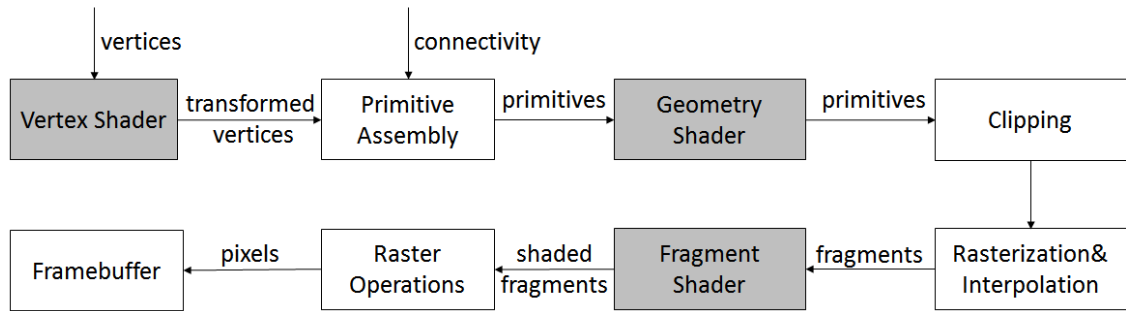 vertices
connectivity
Vertex Shader
transformed
vertices
Primitive
Assembly
primitives
Geometry
Shader
primitives
Clipping
Framebuffer
pixels
Raster
Operations
shaded
fragments
Fragment
Shader
fragments
Rasterization&
Interpolation